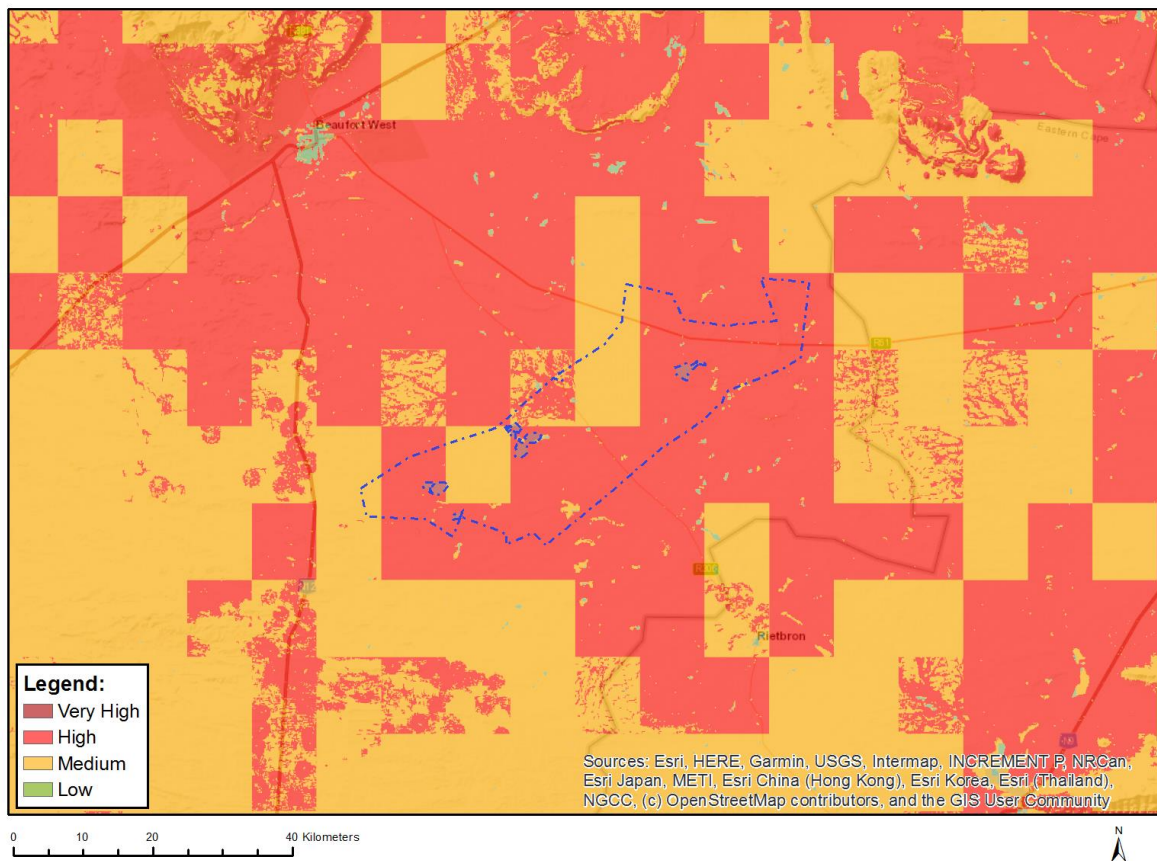 Beaufort West
Eastern Cape
R61
R306
Rietbron
Legend:
Very High
High
Medium
Low
Sources: Esri, HERE, Garmin, USGS, Intermap, INCREMENT P, NRCan,
Esri Japan, METI, Esri China (Hong Kong), Esri Korea, Esri (Thailand),
NGCC, (c) OpenStreetMap contributors, and the GIS User Community
0 10 20 40 Kilometers
N